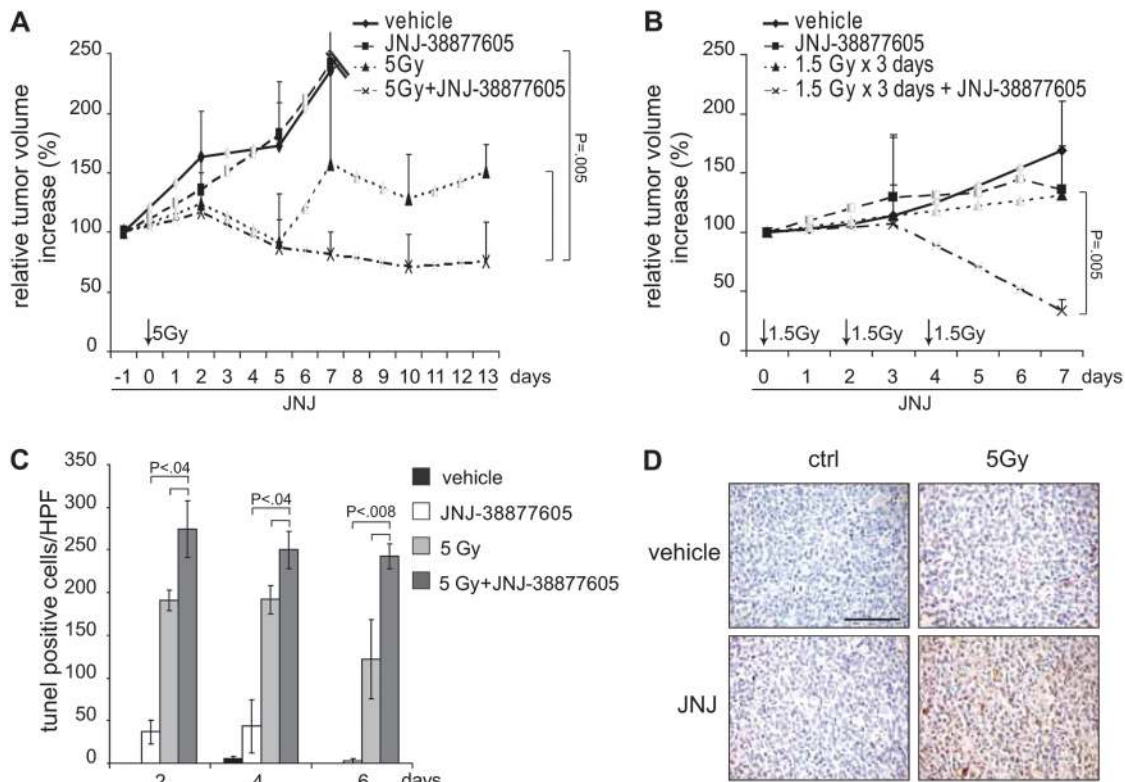 A
vehicle
JNJ-38877605
5Gy
5Gy+JNJ-38877605
relative tumor volume
increase (%)
250
200
150
100
50
0
P=.005
5Gy
-1 0 1 2 3 4 5 6 7 8 9 10 11 12 13 days
JNJ
B
vehicle
JNJ-38877605
1.5 Gy x 3 days
1.5 Gy x 3 days + JNJ-38877605
relative tumor volume
increase (%)
250
200
150
100
50
0
P=.005
1.5Gy 1.5Gy 1.5Gy
0 1 2 3 4 5 6 7 days
JNJ
C
tunel positive cells/HPF
350
300
250
200
150
100
50
0
P<.04 P<.04 P<.008
vehicle
JNJ-38877605
5 Gy
5 Gy+JNJ-38877605
2 4 6 days
D
ctrl 5Gy
vehicle
JNJ